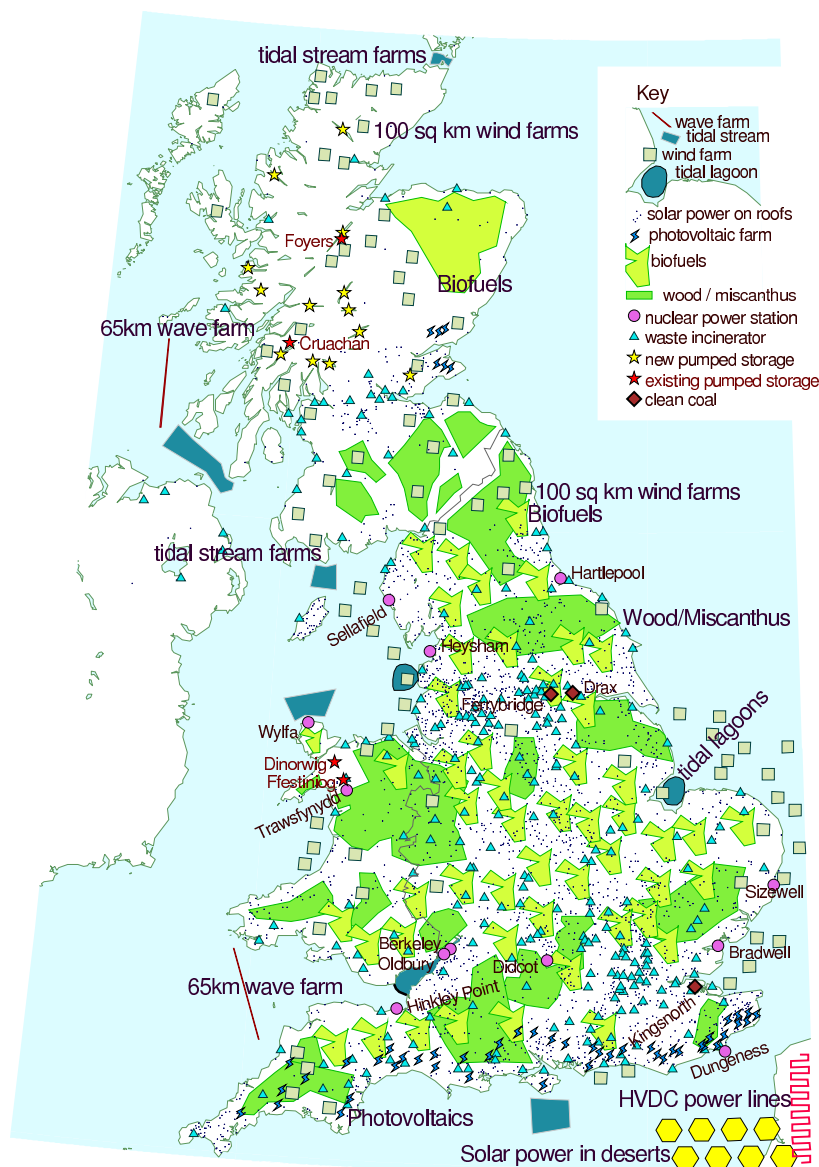 tidal stream farms
Key
wave farm
tidal stream
100 sq km wind farms
wind farm
tidal lagoon
solar power on roofs
photovoltaic farm
Foyers
biofuels
Biofuels
wood / miscanthus
nuclear power station
65km wave farm
waste incinerator
Cruachan
new pumped storage
existing pumped storage
clean coal
100 sq km wind farms
Biofuels
tidal stream farms
Hartlepool
Sellafield
Wood/Miscanthus
Heysham
Drax
Ferrybridge
Wylfa
tidal lagoons
Dinorwig
Ffestiniog
Trawsfynydd
Sizewell
Berkeley
Bradwell
Oldbury
Didcot
65km wave farm
Hinkley Point
Kingsnorth
Dungeness
HVDC power lines
Photovoltaics
Solar power in deserts